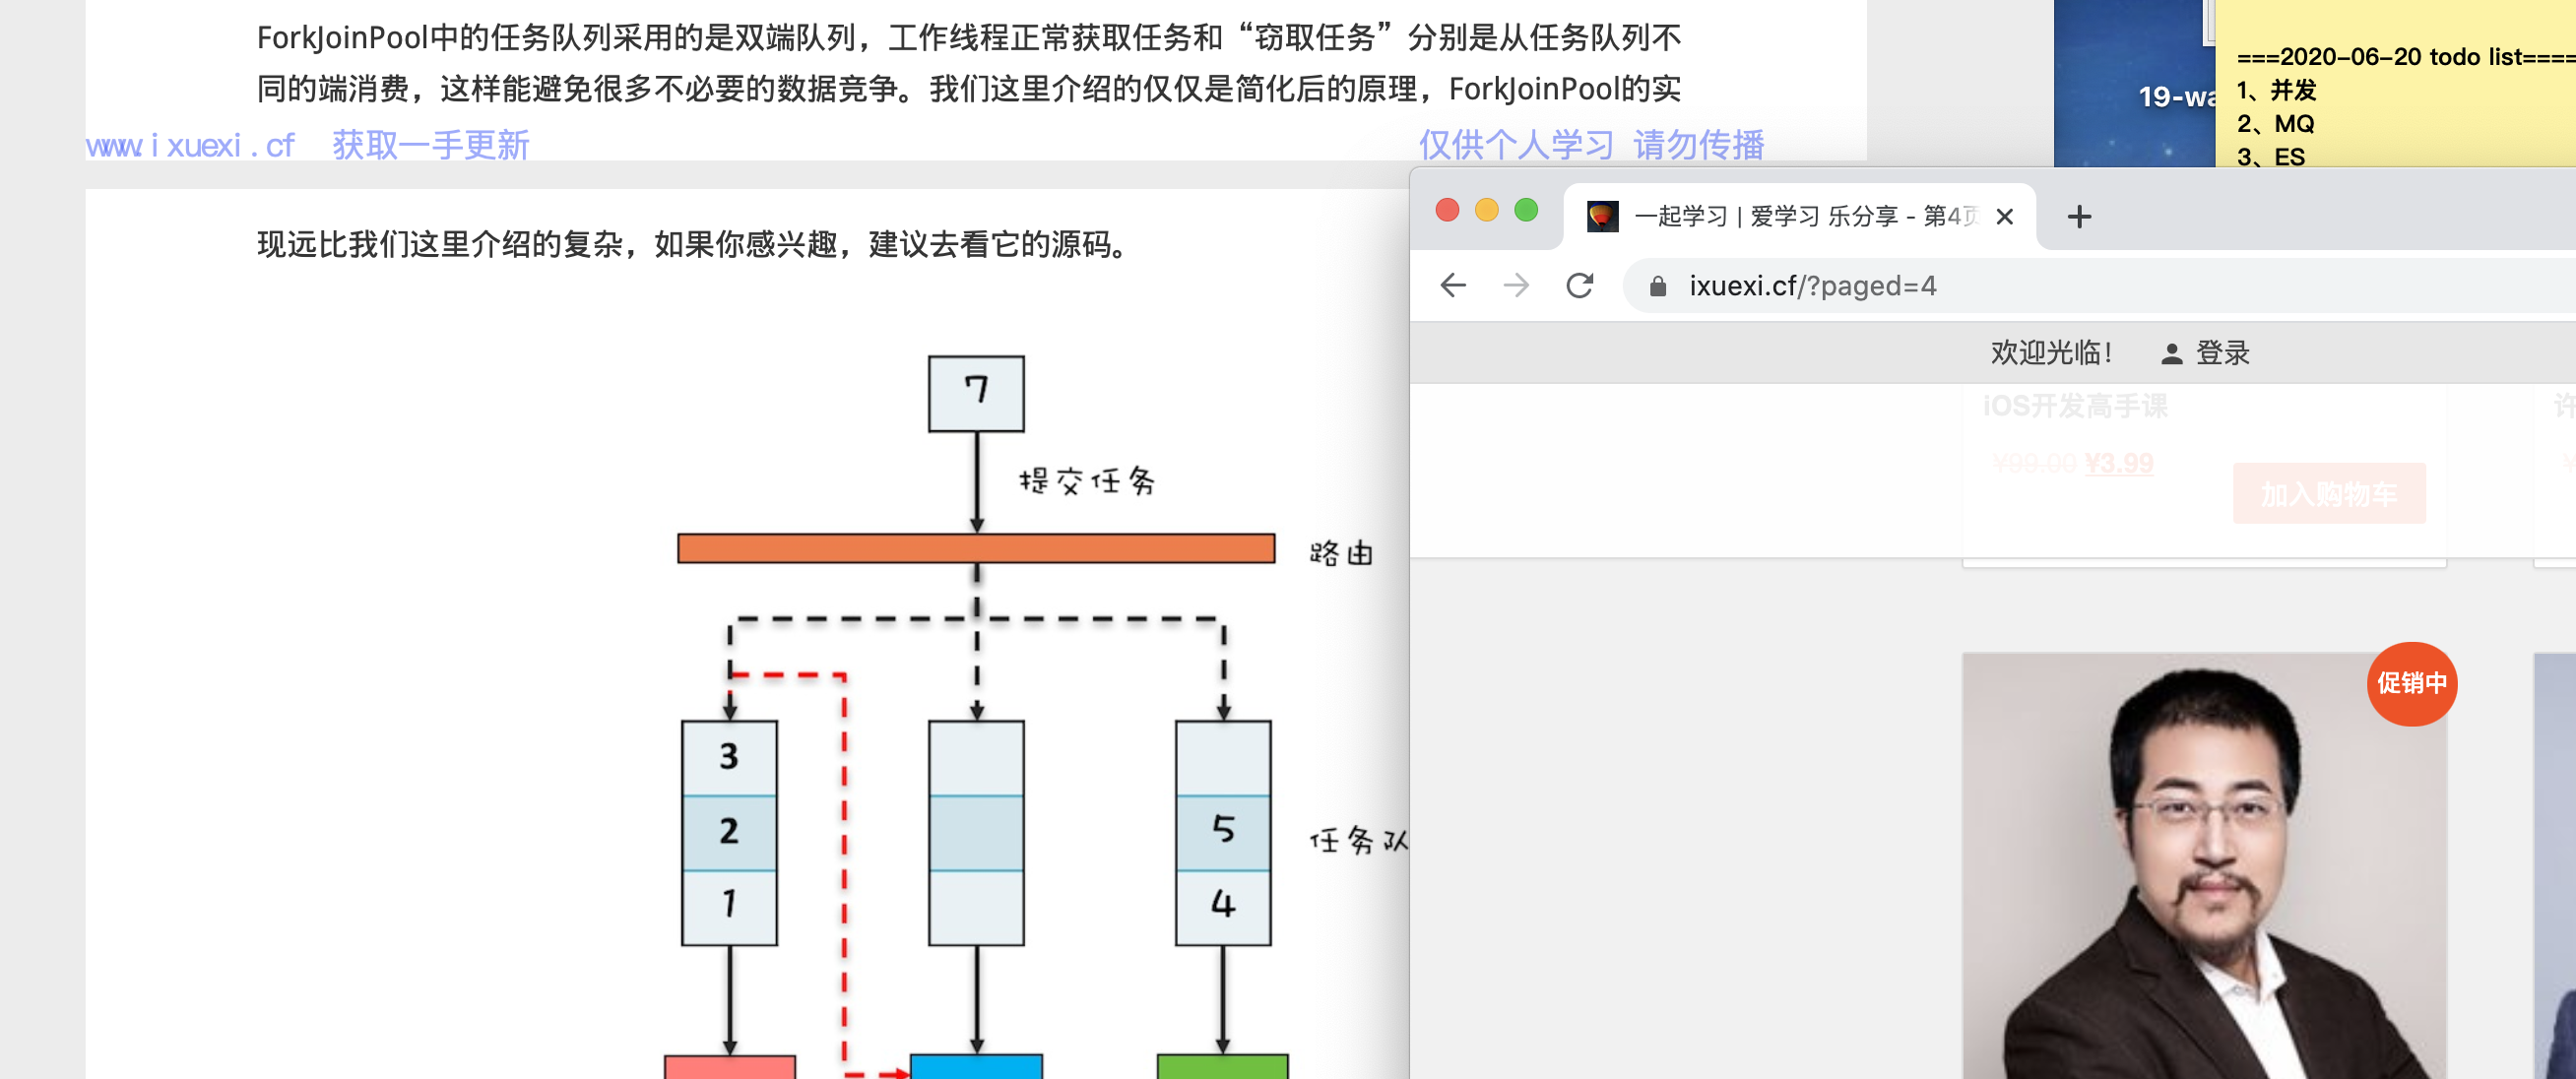 ForkJoinPool中的任务队列采用的是双端队列，工作线程正常获取任务和“窃取任务”分别是从任务队列不
同的端消费，这样能避免很多不必要的数据竞争。我们这里介绍的仅仅是简化后的原理，ForkJoinPool的实
www.ixuexi.cf 获取一手更新
仅供个人学习 请勿传播
现远比我们这里介绍的复杂，如果你感兴趣，建议去看它的源码。
7
提交任务
路由
3
2
1
5
4
任务队
19-wa
===2020-06-20 todo list====
1、并发
2、MQ
3、ES
一起学习 | 爱学习 乐分享 - 第4页
ixuexi.cf/?paged=4
欢迎光临！
登录
iOS开发高手课
¥99.00 ¥3.99
加入购物车
许
¥
促销中